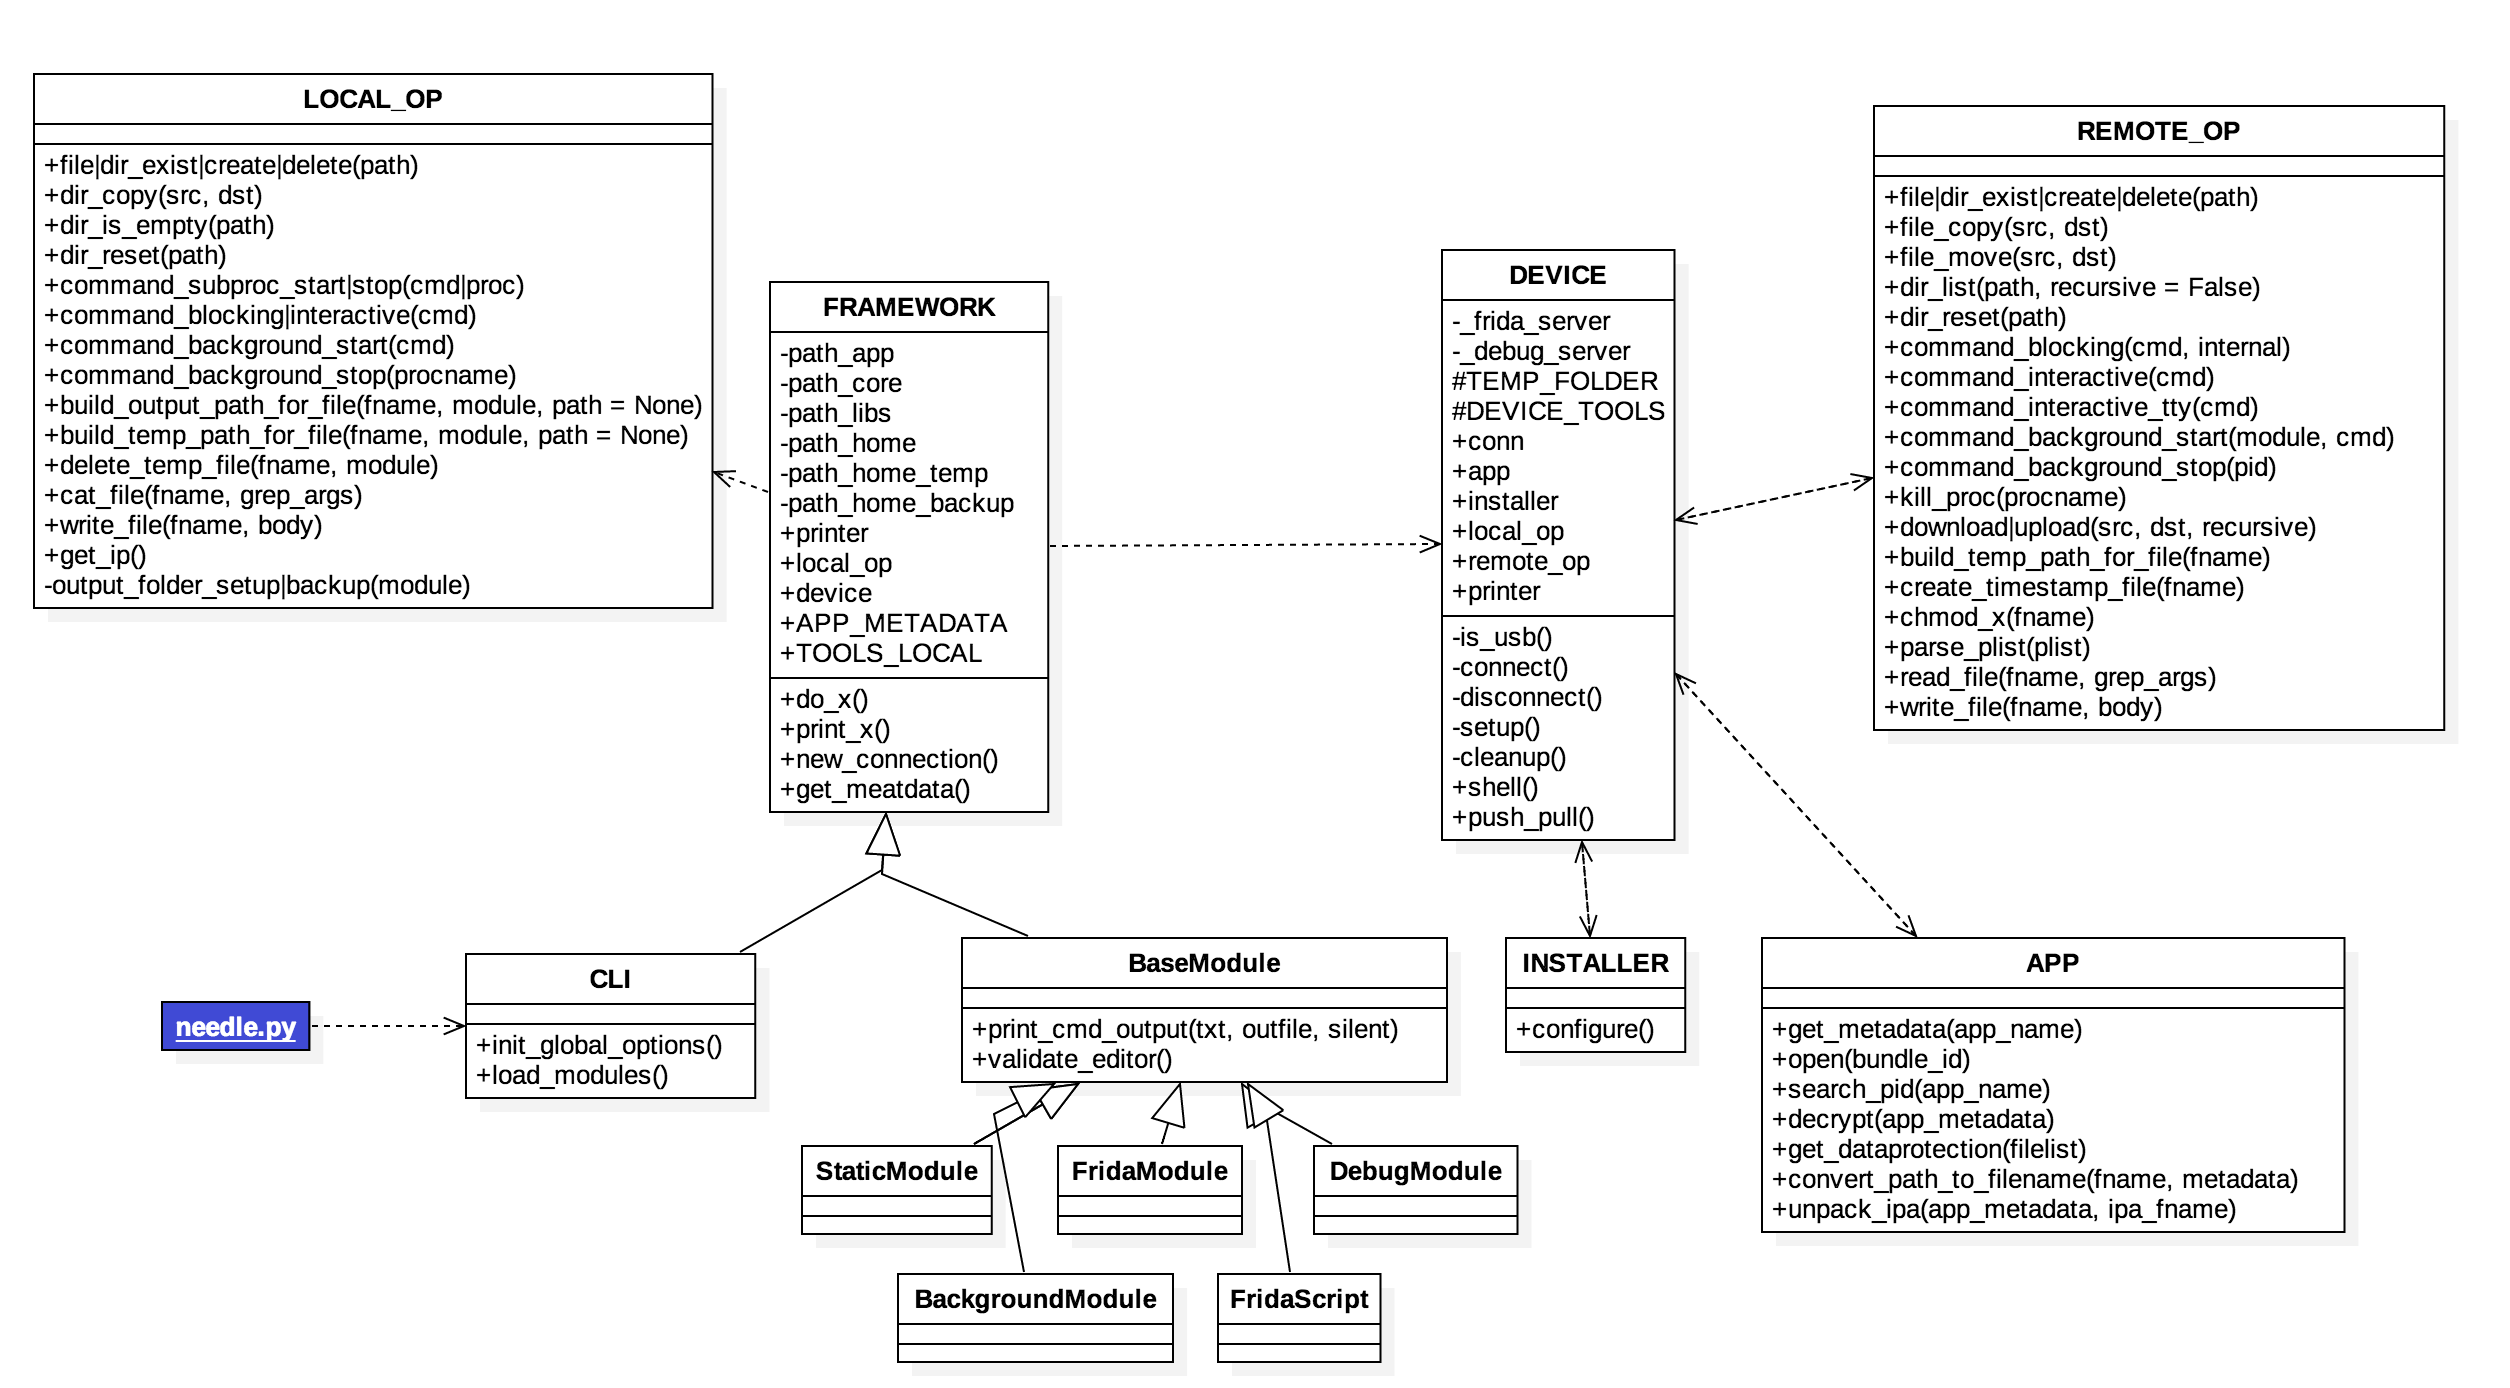 LOCAL_OP
+file|dir_exist|create|delete(path)
+dir_copy(src, dst)
+dir_is_empty(path)
+dir_reset(path)
+command_subproc_start|stop(cmd|proc)
+command_blocking|interactive(cmd)
+command_background_start(cmd)
+command_background_stop(procname)
+build_output_path_for_file(fname, module, path = None)
+build_temp_path_for_file(fname, module, path = None)
+delete_temp_file(fname, module)
+cat_file(fname, grep_args)
+write_file(fname, body)
+get_ip()
-output_folder_setup|backup(module)
FRAMEWORK
-path_app
-path_core
-path_libs
-path_home
-path_home_temp
-path_home_backup
+printer
+local_op
+device
+APP_METADATA
+TOOLS_LOCAL
+do_x()
+print_x()
+new_connection()
+get_meatdata()
DEVICE
-_frida_server
-_debug_server
#TEMP_FOLDER
#DEVICE_TOOLS
+conn
+app
+installer
+local_op
+remote_op
+printer
-is_usb()
-connect()
-disconnect()
-setup()
-cleanup()
+shell()
+push_pull()
REMOTE_OP
+file|dir_exist|create|delete(path)
+file_copy(src, dst)
+file_move(src, dst)
+dir_list(path, recursive = False)
+dir_reset(path)
+command_blocking(cmd, internal)
+command_interactive(cmd)
+command_interactive_tty(cmd)
+command_background_start(module, cmd)
+command_background_stop(pid)
+kill_proc(procname)
+download|upload(src, dst, recursive)
+build_temp_path_for_file(fname)
+create_timestamp_file(fname)
+chmod_x(fname)
+parse_plist(plist)
+read_file(fname, grep_args)
+write_file(fname, body)
needle.py
CLI
+init_global_options()
+load_modules()
BaseModule
+print_cmd_output(txt, outfile, silent)
+validate_editor()
INSTALLER
+configure()
APP
+get_metadata(app_name)
+open(bundle_id)
+search_pid(app_name)
+decrypt(app_metadata)
+get_dataprotection(filelist)
+convert_path_to_filename(fname, metadata)
+unpack_ipa(app_metadata, ipa_fname)
StaticModule
FridaModule
DebugModule
BackgroundModule
FridaScript